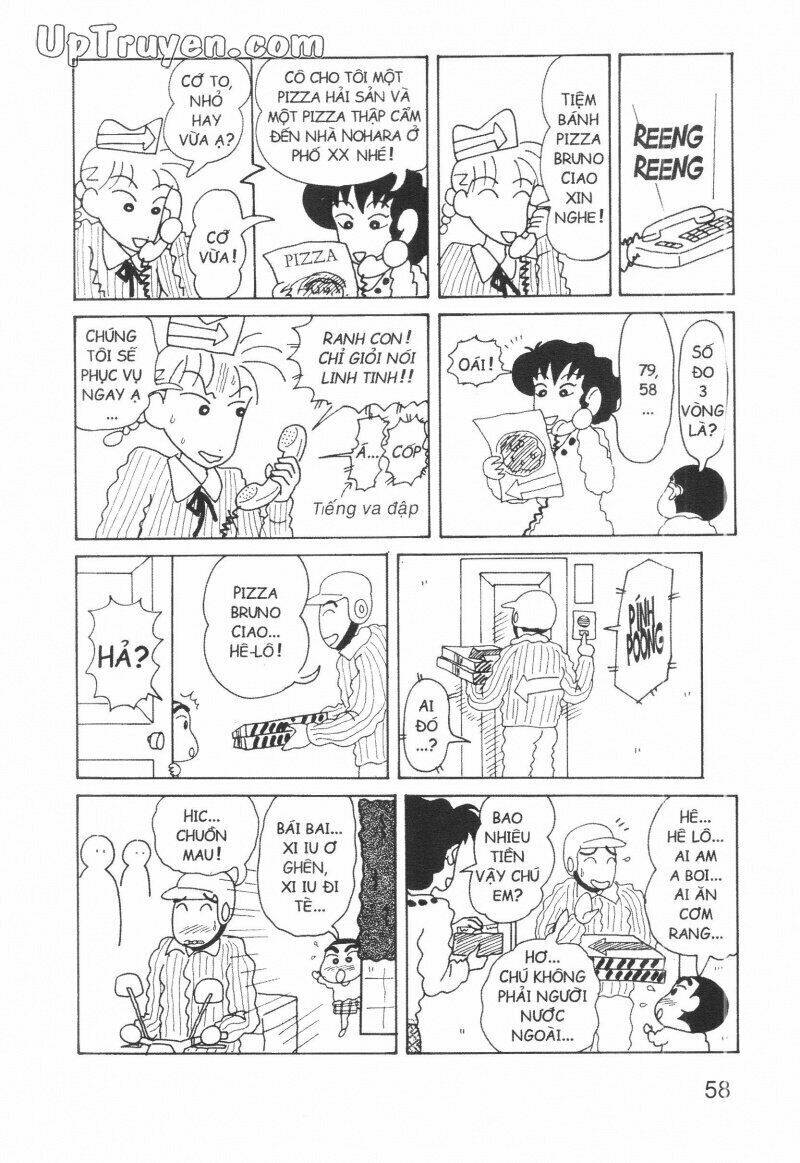 UpTruyen.com
REENG
REENG
TIỆM
BÁNH
PIZZA
BRUNO
CIAO
XIN
NGHE!
CÔ CHO TÔI MỘT
PIZZA HẢI SẢN VÀ
MỘT PIZZA THẬP CẨM
ĐẾN NHÀ NOHARA Ở
PHỐ XX NHÉ!
PIZZA
CỠ TO,
NHỎ
HAY
VỪA Ạ?
CỠ
VỪA!
SỐ
ĐO
3
VÒNG
LÀ?
79,
58
...
OÁI!
RANH CON!
CHỈ GIỎI NÓI
LINH TINH!!
CỐP
Á...
Tiếng va đập
CHÚNG
TÔI SẼ
PHỤC VỤ
NGAY Ạ
...
PÍNH
POONG
AI
ĐÓ
...?
PIZZA
BRUNO
CIAO...
HÊ-LÔ!
HẢ?
HÊ...
HÊ LÔ...
AI AM
A BOI...
AI ĂN
CƠM
RANG...
BAO
NHIÊU
TIỀN
VẬY CHÚ
EM?
HƠ...
CHÚ KHÔNG
PHẢI NGƯỜI
NƯỚC
NGOÀI...
BÁI BAI...
XI IU Ơ
GHÊN,
XI IU ĐI
TÈ...
HIC...
CHUỒN
MAU!
58